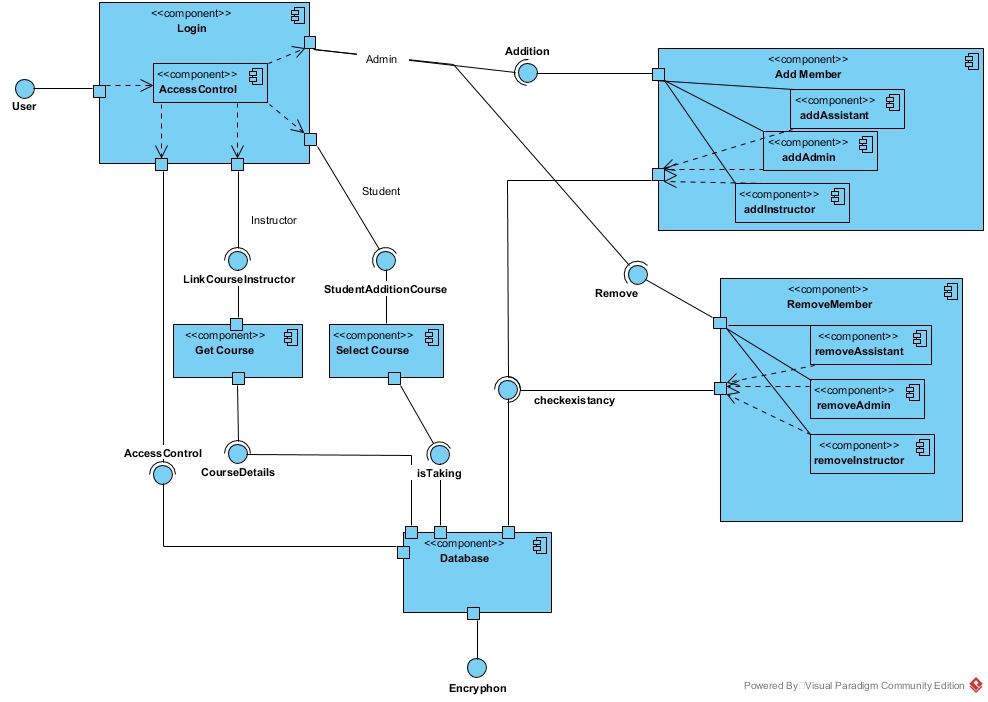 <<component>>
Login
<<component>>
AccessControl
User
Admin
Addition
<<component>>
Add Member
<<component>>
addAssistant
<<component>>
addAdmin
<<component>>
addInstructor
Student
Instructor
LinkCourseInstructor
StudentAdditionCourse
Remove
<<component>>
RemoveMember
<<component>>
removeAssistant
<<component>>
removeAdmin
<<component>>
removeInstructor
<<component>>
Get Course
<<component>>
Select Course
checkexistancy
AccessControl
CourseDetails
isTaking
<<component>>
Database
Encryphon
Powered By Visual Paradigm Community Edition